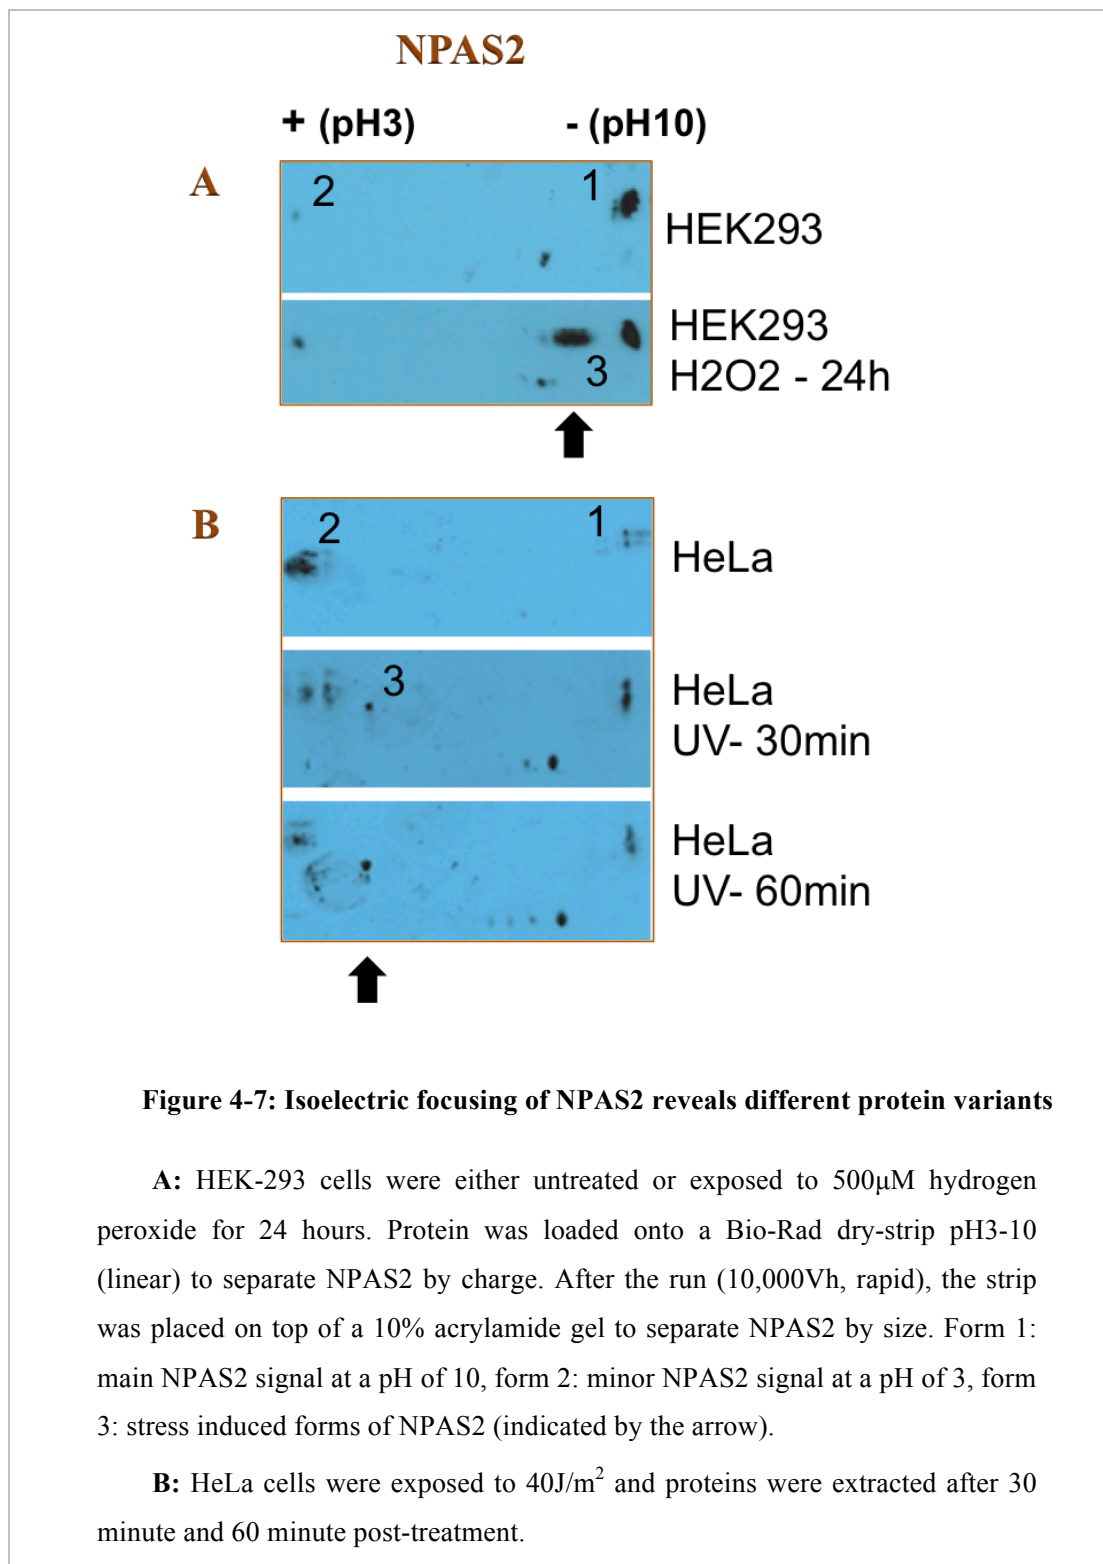 NPAS2
+ (pH3) - (pH10)
A
2 1
HEK293
3
HEK293
H2O2 - 24h
B
2 1
HeLa
3
HeLa
UV- 30min
HeLa
UV- 60min
Figure 4-7: Isoelectric focusing of NPAS2 reveals different protein variants
A: HEK-293 cells were either untreated or exposed to 500µM hydrogen
peroxide for 24 hours. Protein was loaded onto a Bio-Rad dry-strip pH3-10
(linear) to separate NPAS2 by charge. After the run (10,000Vh, rapid), the strip
was placed on top of a 10% acrylamide gel to separate NPAS2 by size. Form 1:
main NPAS2 signal at a pH of 10, form 2: minor NPAS2 signal at a pH of 3, form
3: stress induced forms of NPAS2 (indicated by the arrow).
B: HeLa cells were exposed to 40J/m² and proteins were extracted after 30
minute and 60 minute post-treatment.